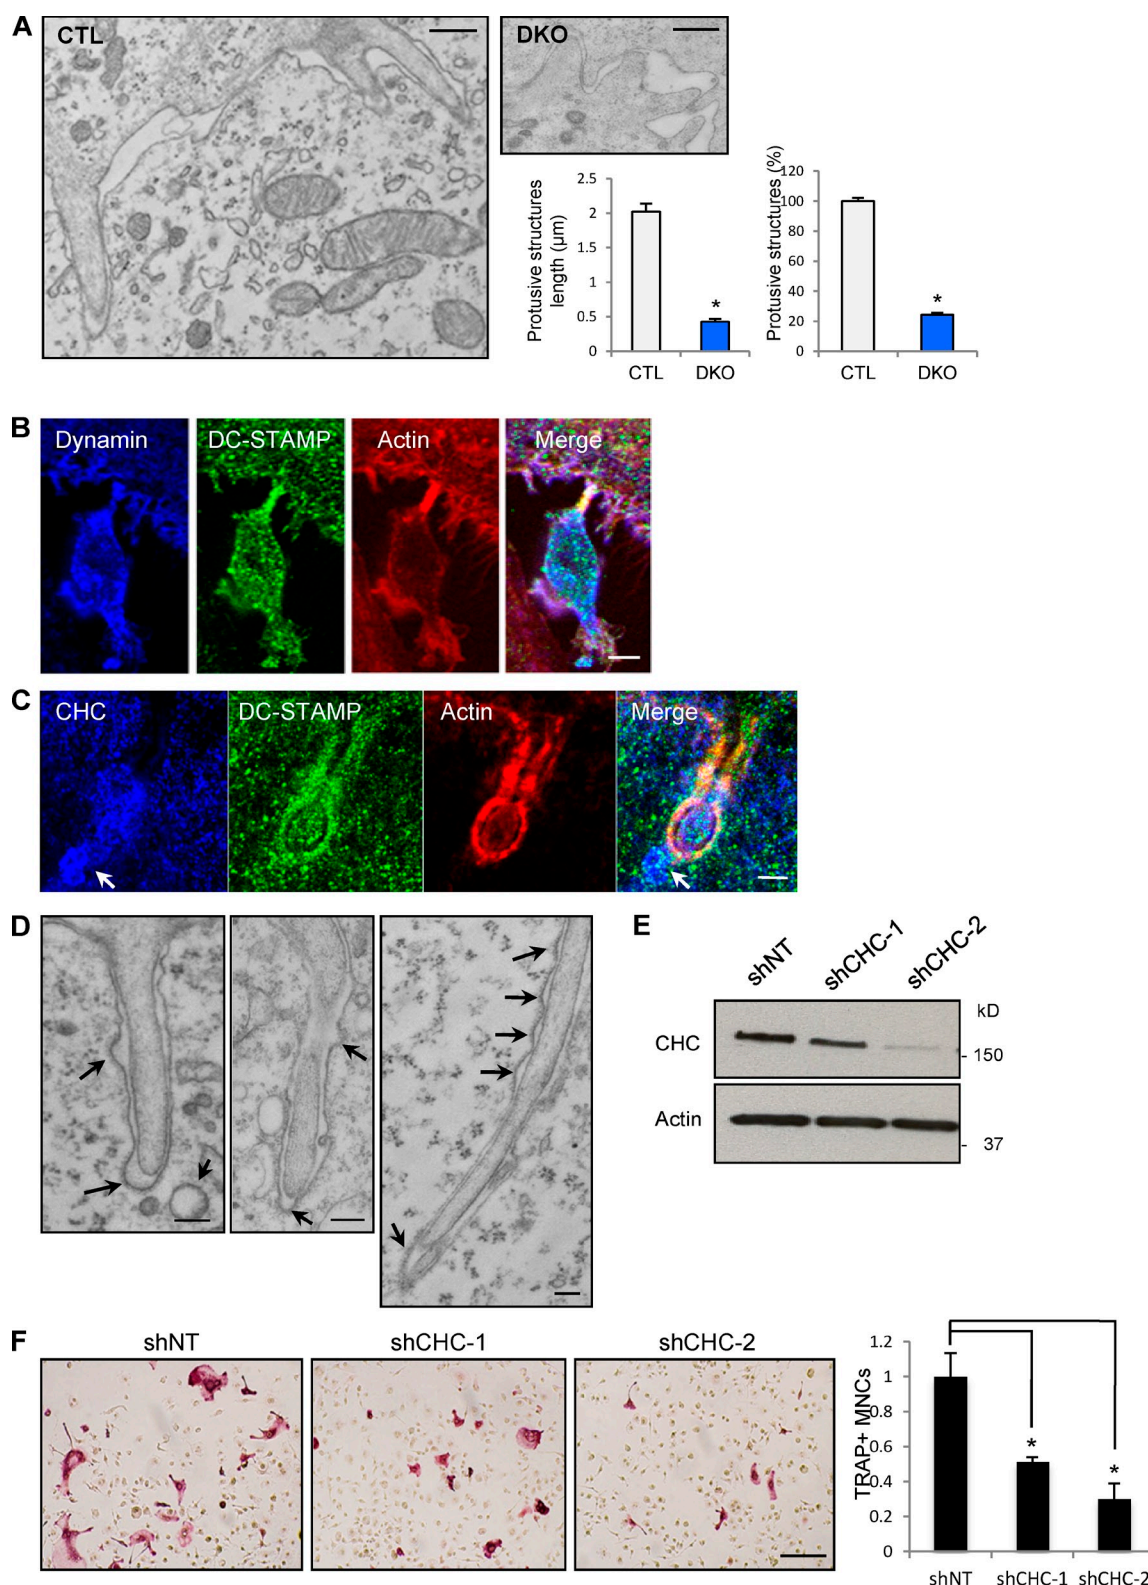 A
CTL
DKO
Protusive structures
length (μm)
2.5
2
1.5
1
0.5
0
*
CTL
DKO
Protusive structures (%)
120
100
80
60
40
20
0
*
CTL
DKO
B
Dynamin
DC-STAMP
Actin
Merge
C
CHC
DC-STAMP
Actin
Merge
D
E
shNT
shCHC-1
shCHC-2
kD
CHC
- 150
Actin
- 37
F
shNT
shCHC-1
shCHC-2
TRAP+ MNCs
1.2
1
0.8
0.6
0.4
0.2
0
*
*
shNT
shCHC-1
shCHC-2